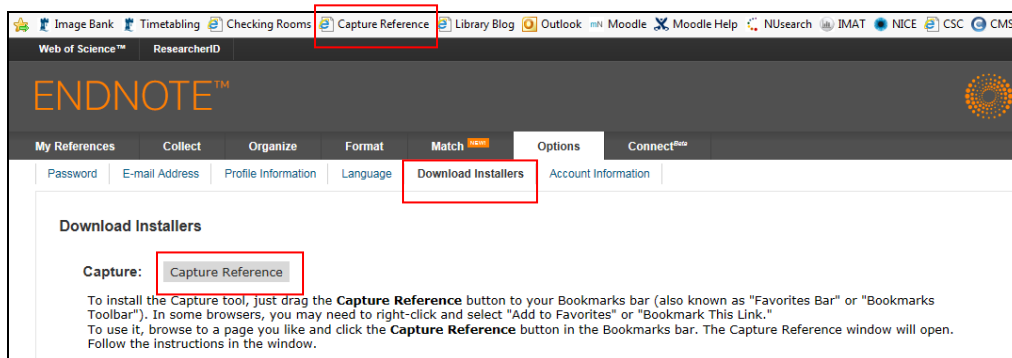 Image Bank Timetabling Checking Rooms Capture Reference Library Blog Outlook mN Moodle Moodle Help NUsearch IMAT NICE CSC CMS
Web of Science™ ResearcherID
ENDNOTE™
My References Collect Organize Format Match NEW! Options Connect Beta
Password E-mail Address Profile Information Language Download Installers Account Information
Download Installers
Capture: Capture Reference
To install the Capture tool, just drag the Capture Reference button to your Bookmarks bar (also known as "Favorites Bar" or "Bookmarks
Toolbar"). In some browsers, you may need to right-click and select "Add to Favorites" or "Bookmark This Link."
To use it, browse to a page you like and click the Capture Reference button in the Bookmarks bar. The Capture Reference window will open.
Follow the instructions in the window.